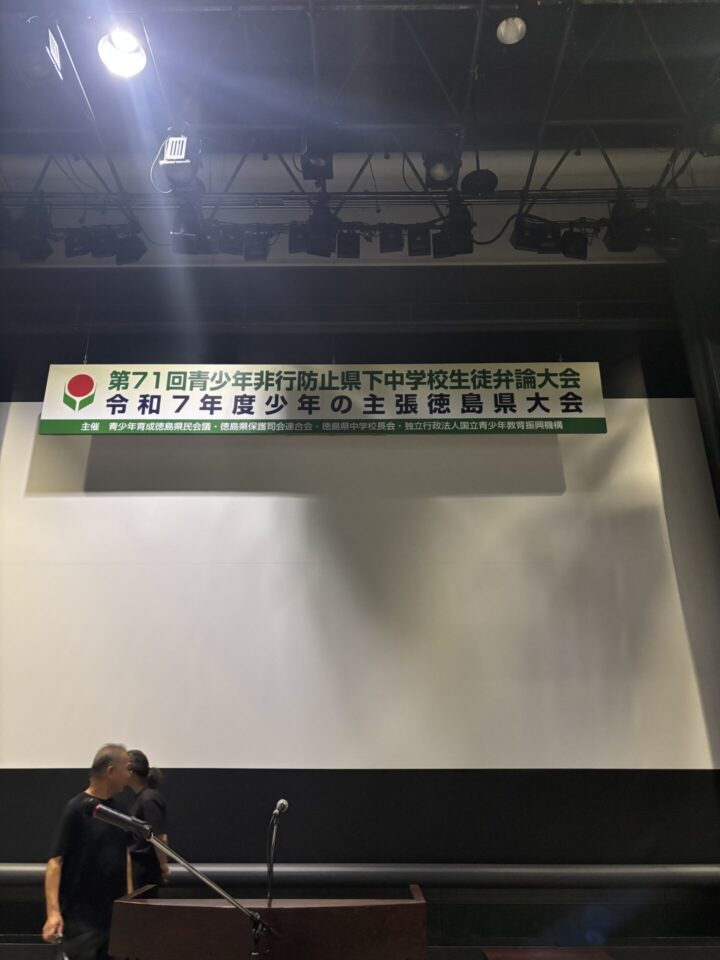 第71回青少年非行防止県下中学校生徒弁論大会
令和7年度少年の主張徳島県大会
主催 青少年育成徳島県民会議・徳島県保護司会連合会・徳島県中学校長会・独立行政法人国立青少年教育振興機構